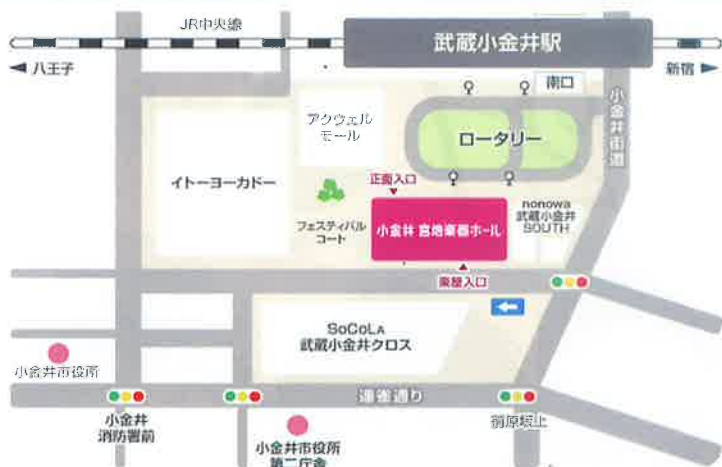 JR中央線
武蔵小金井駅
八王子
新宿
南口
小金井街道
アクウェル
モール
ロータリー
イトーヨーカドー
正面入口
フェスティバル
コート
小金井 宮地楽器ホール
nonowa
武蔵小金井
SOUTH
楽屋入口
SoCoLA
武蔵小金井クロス
小金井市役所
連雀通り
小金井
消防署前
前原坂上
小金井市役所
第二庁舎